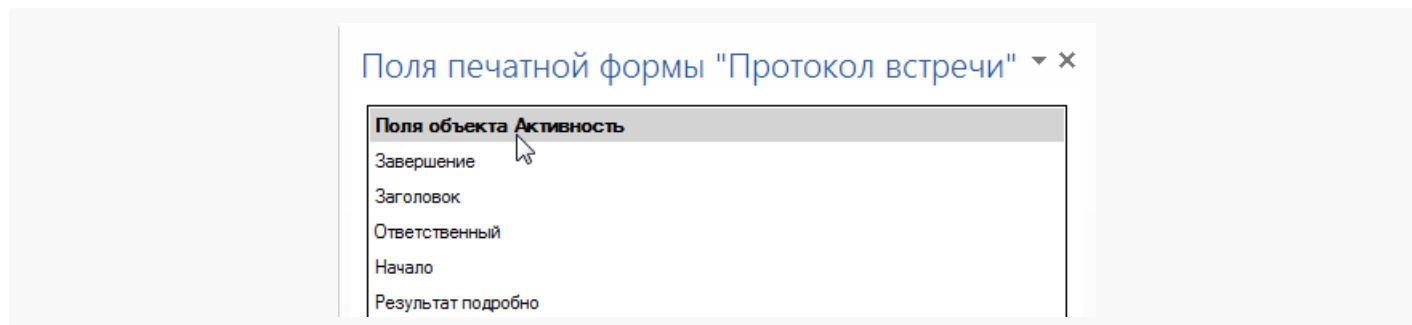 Поля печатной формы "Протокол встречи"
Поля объекта Активность
Завершение
Заголовок
Ответственный
Начало
Результат подробно